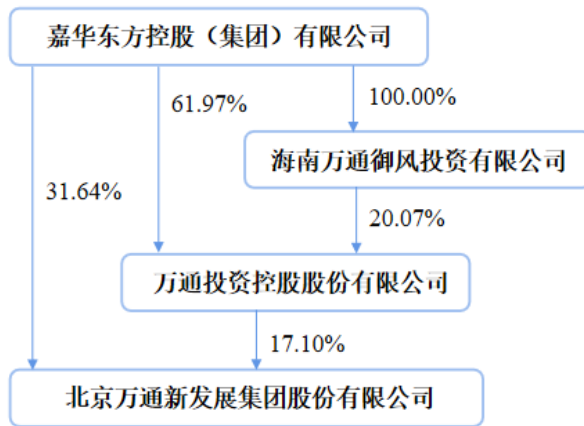 嘉华东方控股（集团）有限公司
61.97%
100.00%
海南万通御风投资有限公司
31.64%
20.07%
万通投资控股股份有限公司
17.10%
北京万通新发展集团股份有限公司